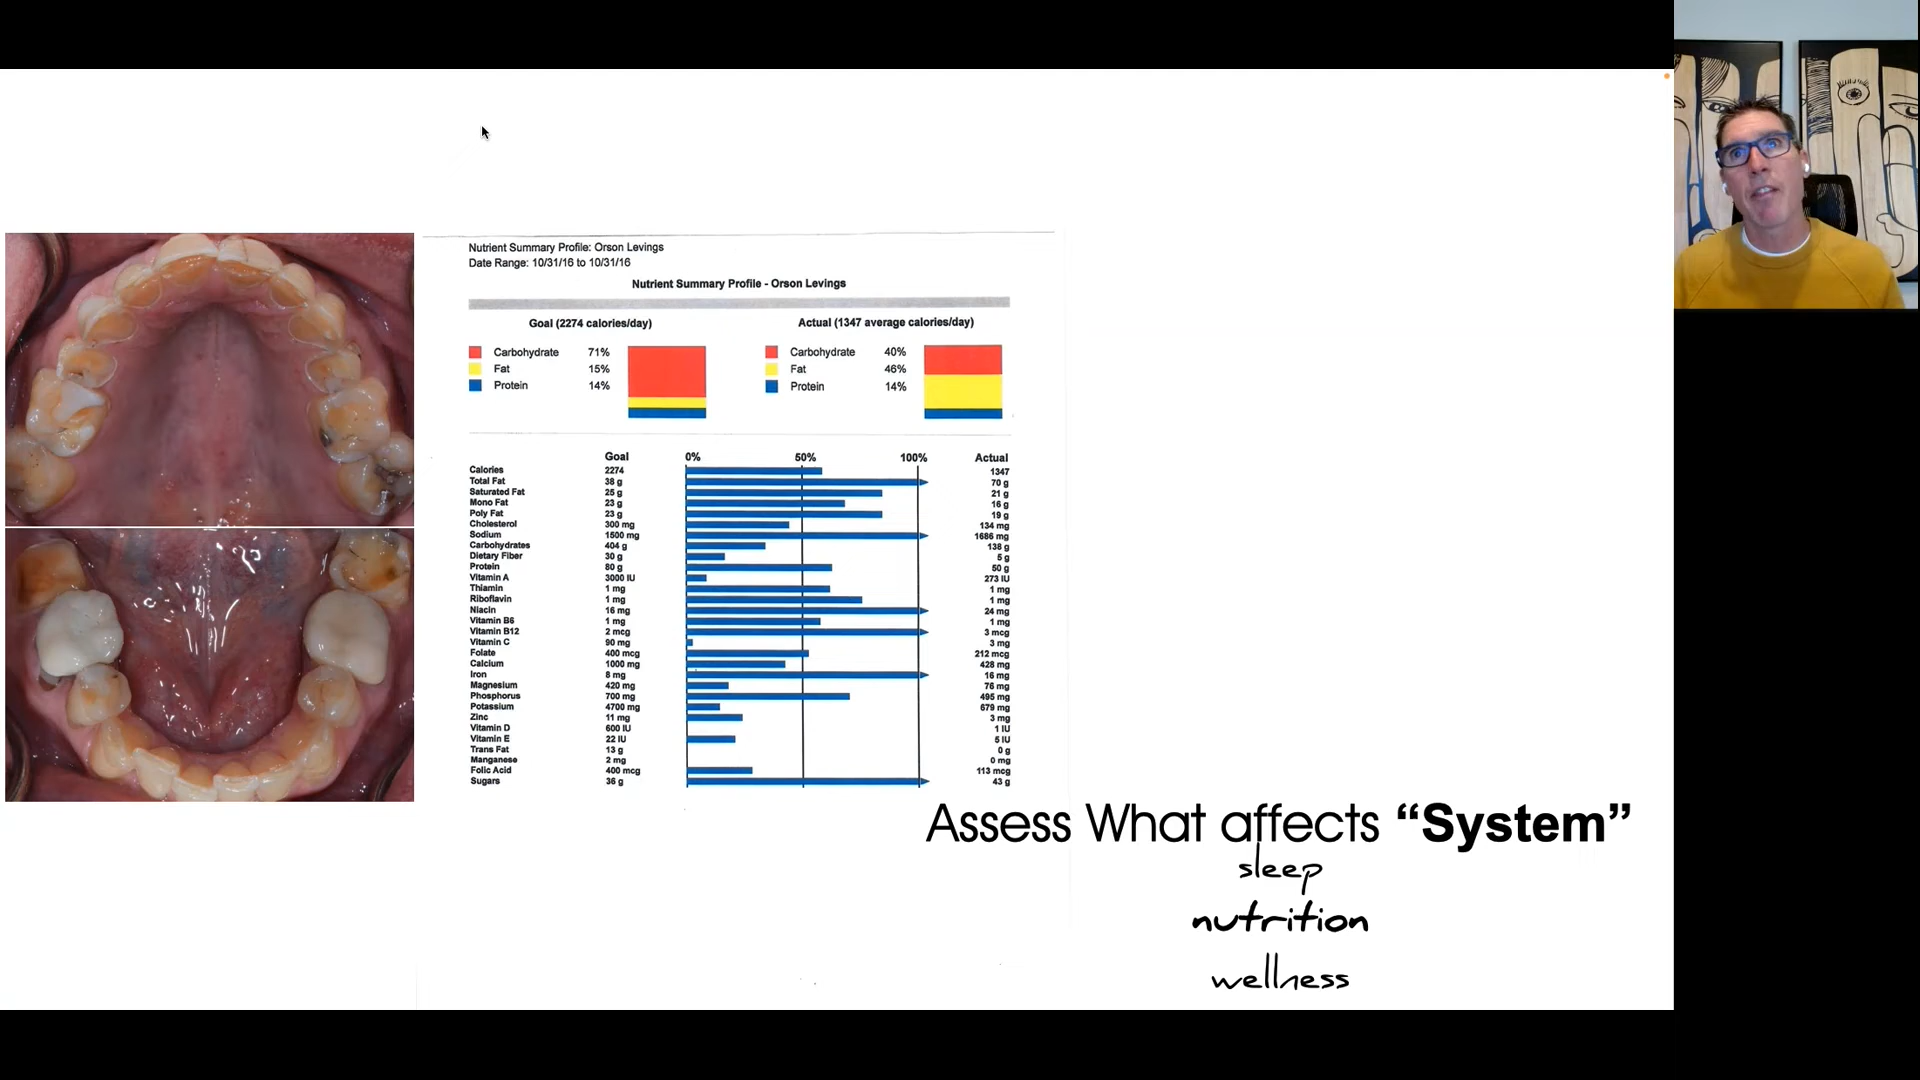 Nutrient Summary Profile: Orson Levings
Date Range: 10/31/16 to 10/31/16
Nutrient Summary Profile - Orson Levings
Goal (2274 calories/day) Actual (1347 average calories/day)
Carbohydrate 71% Carbohydrate 40%
Fat 15% Fat 46%
Protein 14% Protein 14%
Goal 0% 50% 100% Actual
Calories 2274 1347
Total Fat 38 g 70 g
Saturated Fat 25 g 21 g
Mono Fat 23 g 16 g
Poly Fat 23 g 19 g
Cholesterol 300 mg 134 mg
Sodium 1500 mg 1686 mg
Carbohydrates 404 g 138 g
Dietary Fiber 30 g 5 g
Protein 80 g 50 g
Vitamin A 3000 IU 273 IU
Thiamin 1 mg 1 mg
Riboflavin 1 mg 1 mg
Niacin 16 mg 24 mg
Vitamin B6 1 mg 1 mg
Vitamin B12 2 mcg 3 mcg
Vitamin C 90 mg 3 mg
Folate 400 mcg 212 mcg
Calcium 1000 mg 428 mg
Iron 8 mg 16 mg
Magnesium 420 mg 76 mg
Phosphorus 700 mg 495 mg
Potassium 4700 mg 679 mg
Zinc 11 mg 3 mg
Vitamin D 600 IU 1 IU
Vitamin E 22 IU 5 IU
Trans Fat 13 g 0 g
Manganese 2 mg 0 mg
Folic Acid 400 mcg 113 mcg
Sugars 36 g 43 g
Assess What affects “System”
sleep
nutrition
wellness